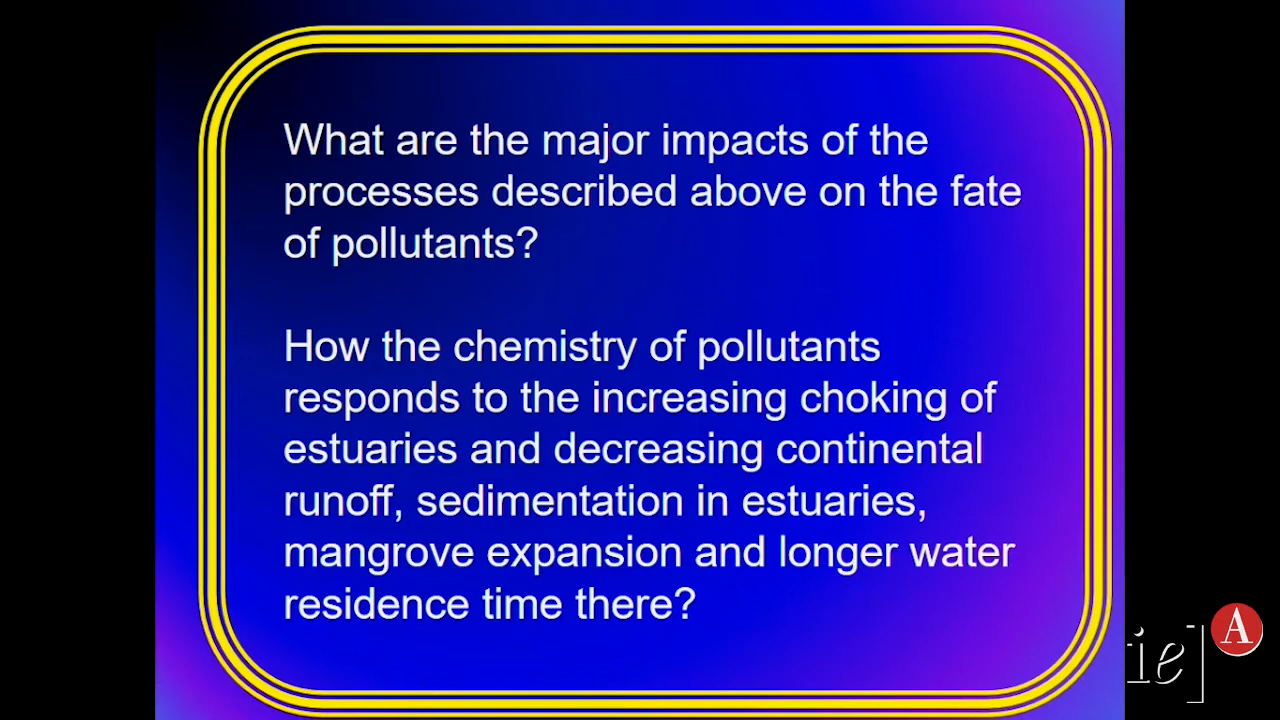 What are the major impacts of the
processes described above on the fate
of pollutants?
How the chemistry of pollutants
responds to the increasing choking of
estuaries and decreasing continental
runoff, sedimentation in estuaries,
mangrove expansion and longer water
residence time there?
ie]
A